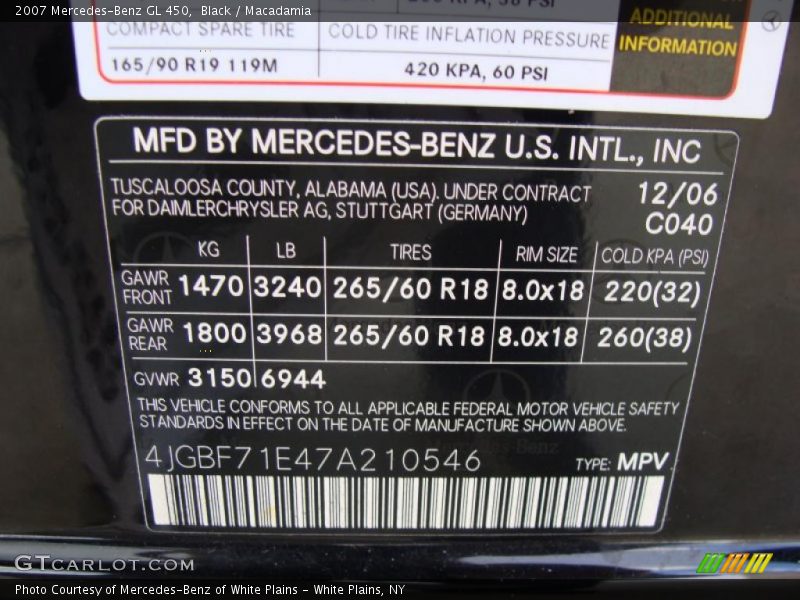 2007 Mercedes-Benz GL 450, Black / Macadamia
COMPACT SPARE TIRE COLD TIRE INFLATION PRESSURE
165/90 R19 119M 420 KPA, 60 PSI
ADDITIONAL
INFORMATION
MFD BY MERCEDES-BENZ U.S. INTL., INC
TUSCALOOSA COUNTY, ALABAMA (USA). UNDER CONTRACT 12/06
FOR DAIMLERCHRYSLER AG, STUTTGART (GERMANY) C040
KG LB TIRES RIM SIZE COLD KPA (PSI)
GAWR FRONT 1470 3240 265/60 R18 8.0x18 220(32)
GAWR REAR 1800 3968 265/60 R18 8.0x18 260(38)
GVWR 3150 6944
THIS VEHICLE CONFORMS TO ALL APPLICABLE FEDERAL MOTOR VEHICLE SAFETY
STANDARDS IN EFFECT ON THE DATE OF MANUFACTURE SHOWN ABOVE.
4JGBF71E47A210546 TYPE: MPV
GTCARLOT.COM
Photo Courtesy of Mercedes-Benz of White Plains - White Plains, NY